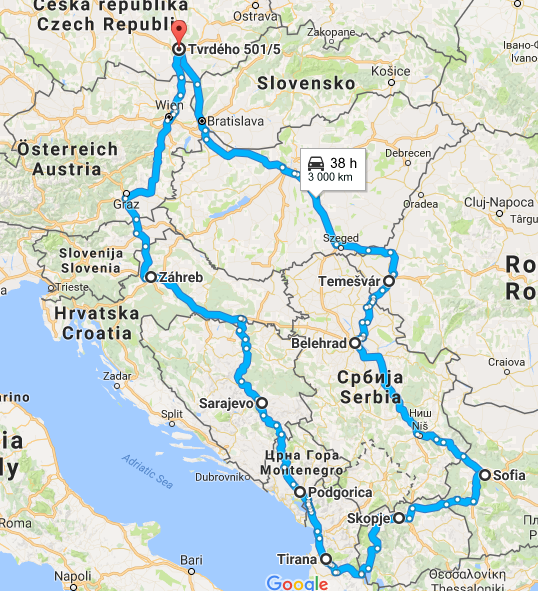 Česká republika
Czech Republic
Ostrava
Zakopane
Tvrdého 501/5
Slovensko
Košice
Wien
Bratislava
Österreich
Austria
38 h
3 000 km
Debrecen
Oradea
Cluj-Napoca
Târgu
Graz
Szeged
Slovenija
Slovenia
Trieste
Záhreb
Temešvár
Ro
Ro
Hrvatska
Croatia
Belehrad
Craiova
Zadar
Србија
Serbia
Sarajevo
Split
Ниш
Niš
Црна Гора
Montenegro
Adriatic Sea
Dubrovnik
Podgorica
Sofia
Skopje
Roma
Bari
Tirana
Napoli
Google
Θεσσαλονίκη
Thessaloniki